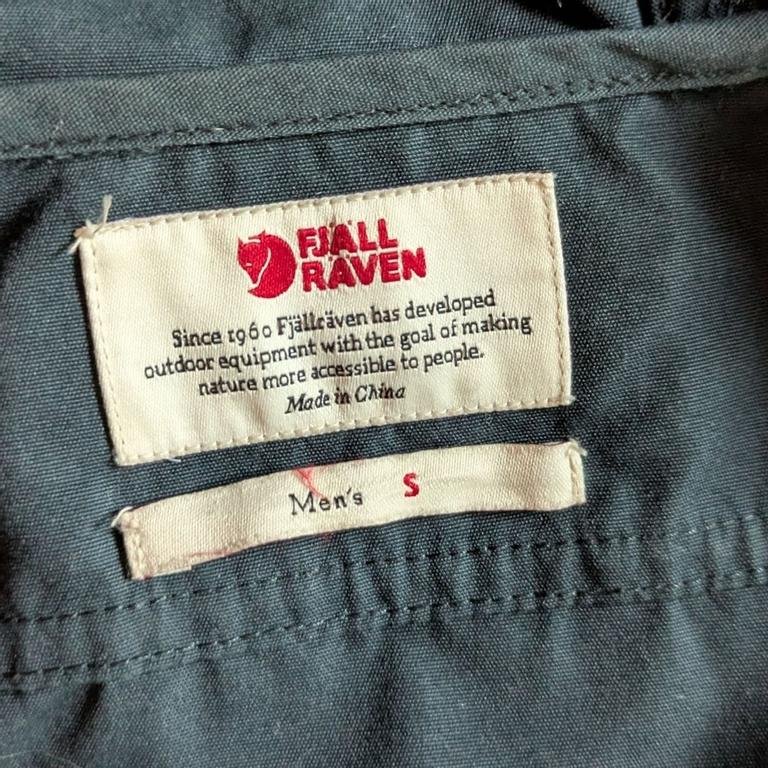 FJÄLL
RÄVEN
Since 1960 Fjällräven has developed
outdoor equipment with the goal of making
nature more accessible to people.
Made in China
Men's S